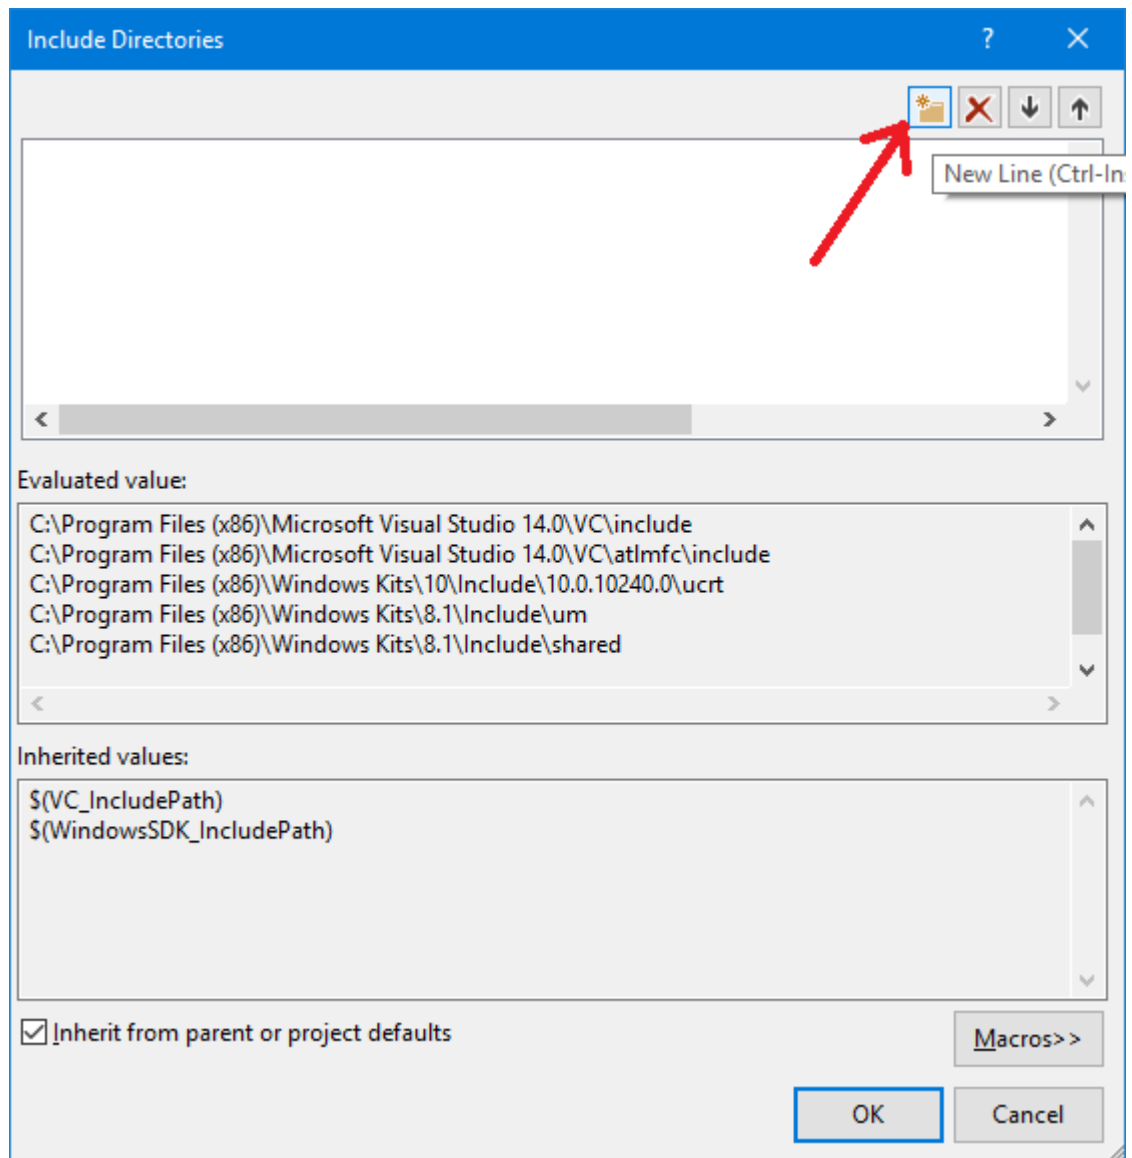 Include Directories
?
New Line (Ctrl-In
Evaluated value:
C:\Program Files (x86)\Microsoft Visual Studio 14.0\VC\include
C:\Program Files (x86)\Microsoft Visual Studio 14.0\VC\atlmfc\include
C:\Program Files (x86)\Windows Kits\10\Include\10.0.10240.0\ucrt
C:\Program Files (x86)\Windows Kits\8.1\Include\um
C:\Program Files (x86)\Windows Kits\8.1\Include\shared
Inherited values:
$(VC_IncludePath)
$(WindowsSDK_IncludePath)
Inherit from parent or project defaults
Macros>>
OK
Cancel